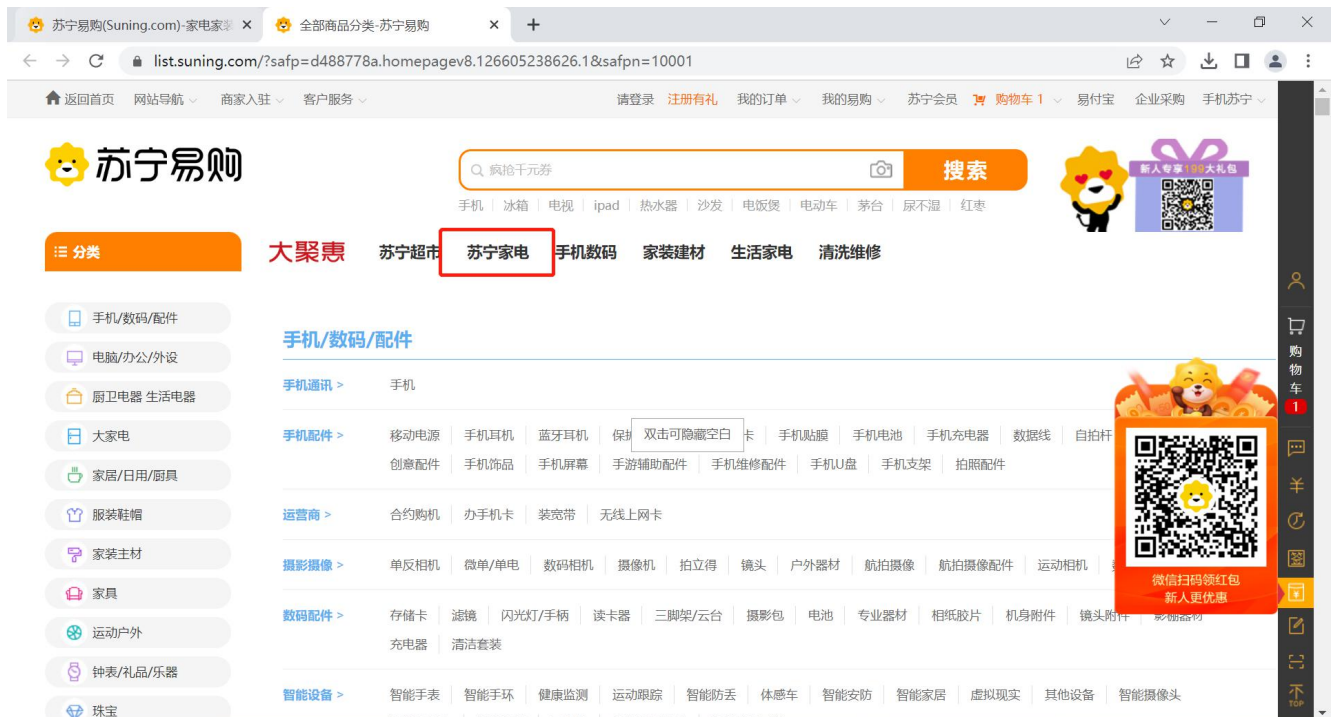 苏宁易购(Suning.com)-家电家装
全部商品分类-苏宁易购
list.suning.com/?safp=d488778a.homepagev8.126605238626.1&safpn=10001
返回首页 网站导航 商家入驻 客户服务 请登录 注册有礼 我的订单 我的易购 苏宁会员 购物车 1 易付宝 企业采购 手机苏宁
苏宁易购
疯抢千元券 搜索
新人专享199大礼包
手机 冰箱 电视 ipad 热水器 沙发 电饭煲 电动车 茅台 尿不湿 红枣
分类 大聚惠 苏宁超市 苏宁家电 手机数码 家装建材 生活家电 清洗维修
手机/数码/配件
电脑/办公/外设
厨卫电器 生活电器
大家电
家居/日用/厨具
服装鞋帽
家装主材
家具
运动户外
钟表/礼品/乐器
珠宝
手机/数码/配件
手机通讯 > 手机
手机配件 > 移动电源 手机耳机 蓝牙耳机 双击可隐藏空白 卡 手机贴膜 手机电池 手机充电器 数据线 自拍杆
创意配件 手机饰品 手机屏幕 手游辅助配件 手机维修配件 手机U盘 手机支架 拍照配件
运营商 > 合约购机 办手机卡 装宽带 无线上网卡
摄影摄像 > 单反相机 微单/单电 数码相机 摄像机 拍立得 镜头 户外器材 航拍摄像 航拍摄像配件 运动相机
数码配件 > 存储卡 滤镜 闪光灯/手柄 读卡器 三脚架/云台 摄影包 电池 专业器材 相纸胶片 机身附件 镜头附件 影棚器材
充电器 清洁套装
智能设备 > 智能手表 智能手环 健康监测 运动跟踪 智能防丢 体感车 智能安防 智能家居 虚拟现实 其他设备 智能摄像头
微信扫码领红包
新人更优惠
购
物
车
1
TOP